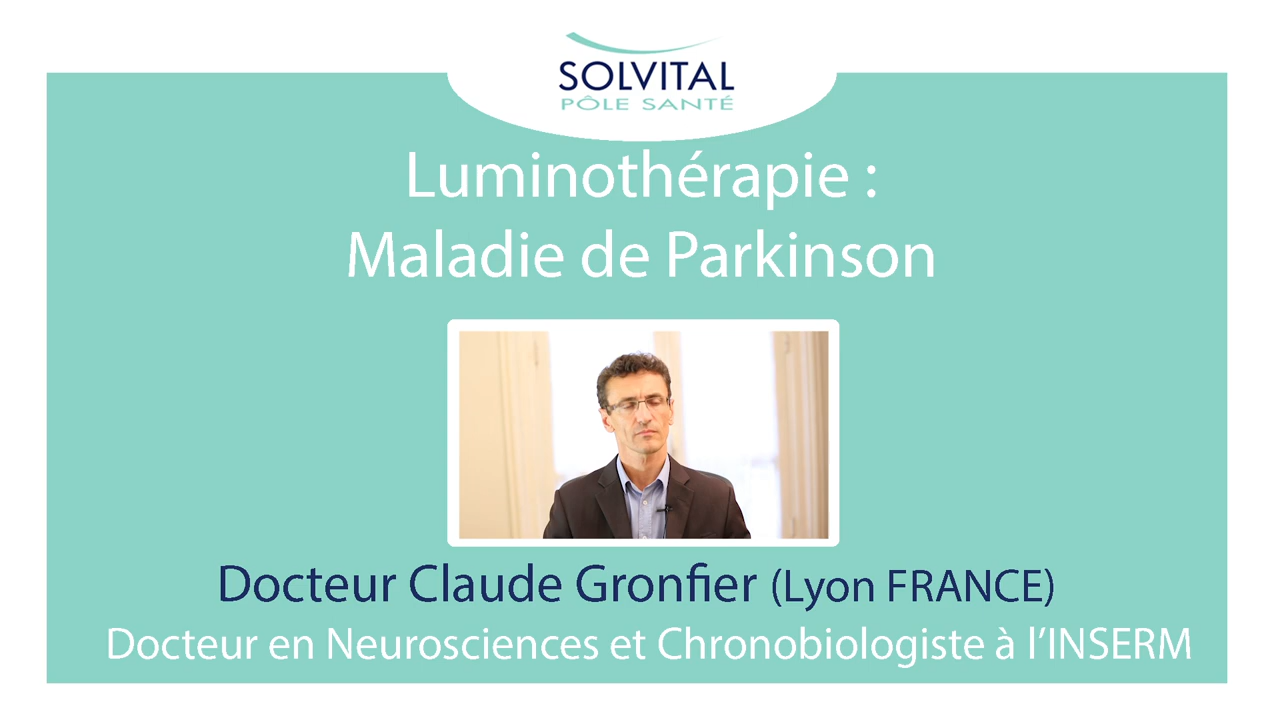 SOLVITAL
PÔLE SANTÉ
Luminothérapie :
Maladie de Parkinson
Docteur Claude Gronfier (Lyon FRANCE)
Docteur en Neurosciences et Chronobiologiste à l’INSERM